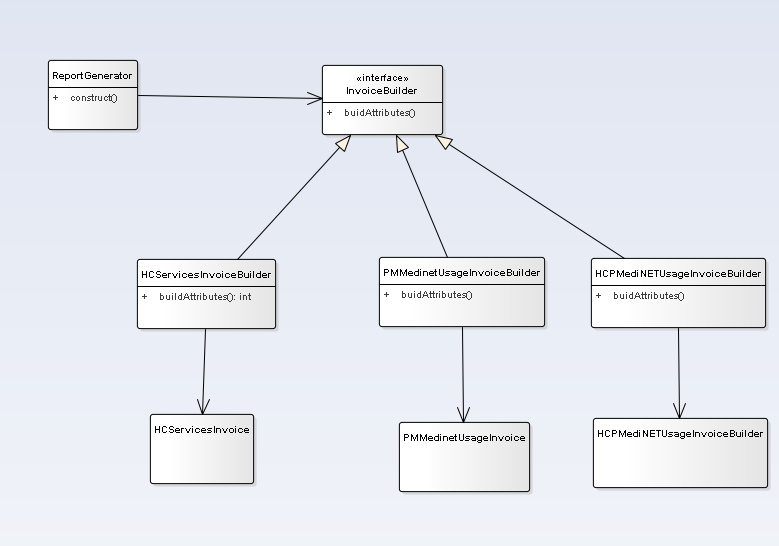 ReportGenerator
+ construct()
«interface»
InvoiceBuilder
+ buidAttributes()
HCServicesInvoiceBuilder
+ buildAttributes(): int
PMMedinetUsageInvoiceBuilder
+ buidAttributes()
HCPMediNETUsageInvoiceBuilder
+ buidAttributes()
HCServicesInvoice
PMMedinetUsageInvoice
HCPMediNETUsageInvoiceBuilder